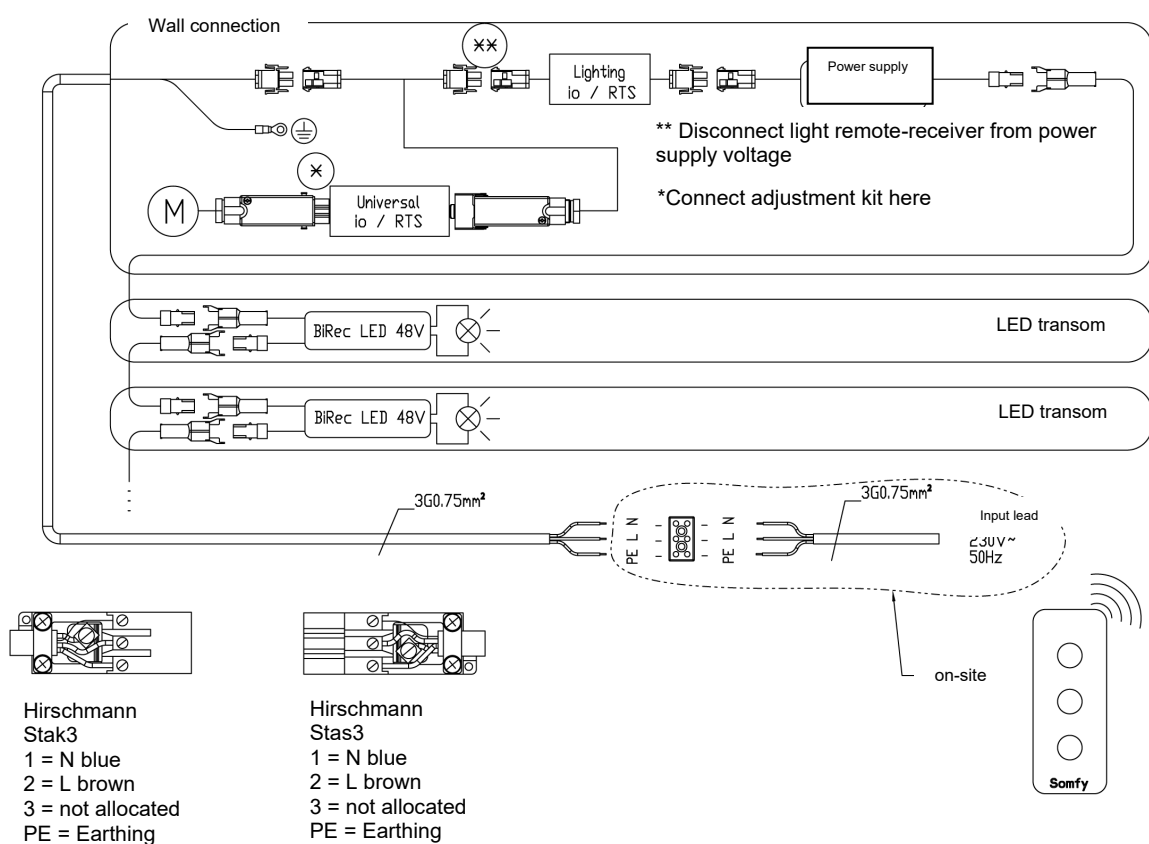 Wall connection
**
Lighting
io / RTS
Power supply
** Disconnect light remote-receiver from power
supply voltage
*
*Connect adjustment kit here
M
Universal
io / RTS
BiRec LED 48V
LED transom
BiRec LED 48V
LED transom
3G0.75mm²
3G0.75mm²
PE L N
PE L N
Input lead
230V~
50Hz
on-site
Somfy
Hirschmann
Stak3
1 = N blue
2 = L brown
3 = not allocated
PE = Earthing
Hirschmann
Stas3
1 = N blue
2 = L brown
3 = not allocated
PE = Earthing